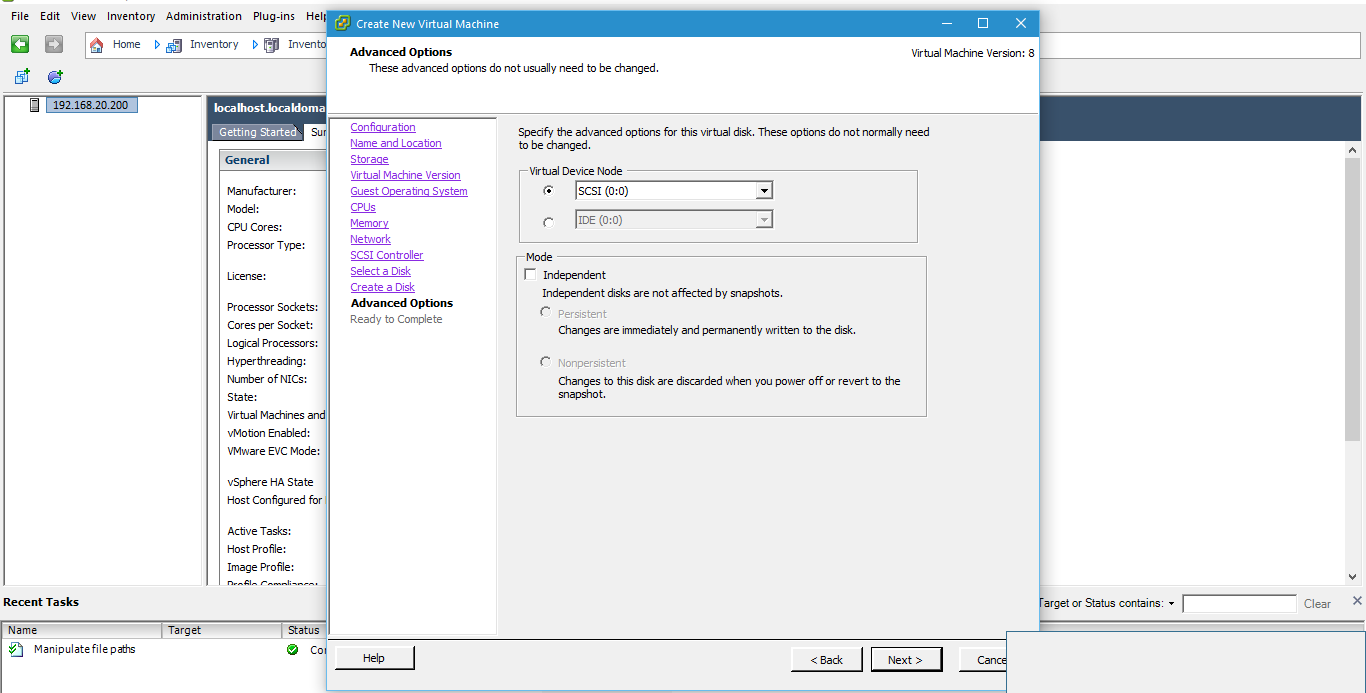 File Edit View Inventory Administration Plug-ins Help
Create New Virtual Machine
Home Inventory
Advanced Options
These advanced options do not usually need to be changed.
Virtual Machine Version: 8
192.168.20.200
Getting Started
General
Manufacturer:
Model:
CPU Cores:
Processor Type:
License:
Processor Sockets:
Cores per Socket:
Logical Processors:
Hyperthreading:
Number of NICs:
State:
Virtual Machines and
vMotion Enabled:
VMware EVC Mode:
vSphere HA State
Host Configured for
Active Tasks:
Host Profile:
Image Profile:
Profile Compliance:
Configuration
Name and Location
Storage
Virtual Machine Version
Guest Operating System
CPUs
Memory
Network
SCSI Controller
Select a Disk
Create a Disk
Advanced Options
Ready to Complete
Specify the advanced options for this virtual disk. These options do not normally need
to be changed.
Virtual Device Node
SCSI (0:0)
IDE (0:0)
Mode
Independent
Independent disks are not affected by snapshots.
Persistent
Changes are immediately and permanently written to the disk.
Nonpersistent
Changes to this disk are discarded when you power off or revert to the
snapshot.
Help
< Back
Next >
Recent Tasks
Target or Status contains:
Clear
Name Target Status
Manipulate file paths